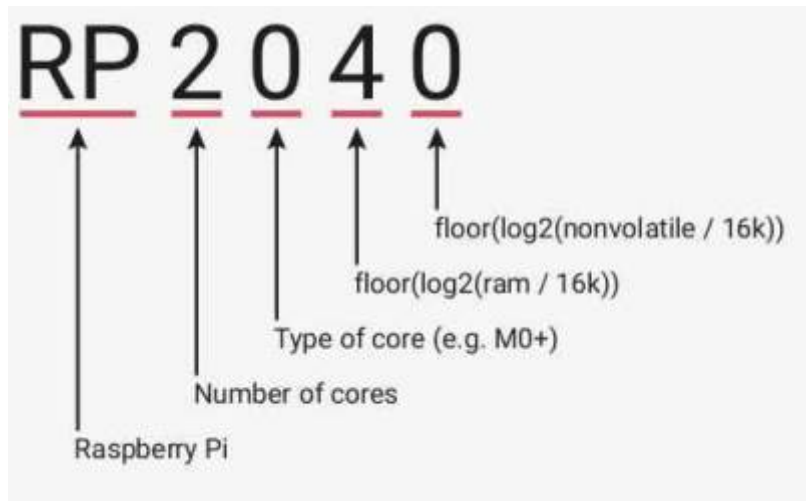 RP 2 0 4 0
floor(log2(nonvolatile / 16k))
floor(log2(ram / 16k))
Type of core (e.g. M0+)
Number of cores
Raspberry Pi